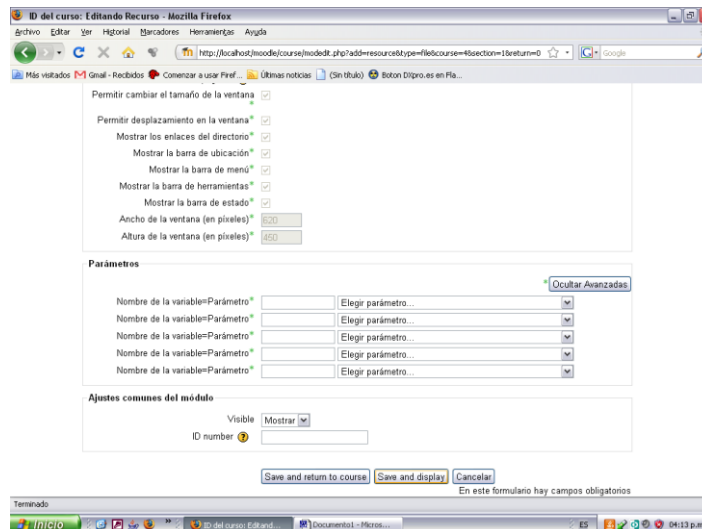 ID del curso: Editando Recurso - Mozilla Firefox
Archivo Editar Ver Historial Marcadores Herramientas Ayuda
http://localhost/moodle/course/modedit.php?add=resource&type=file&course=4&section=1&return=0
Google
Más visitados Gmail - Recibidos Comenzar a usar Firef... Últimas noticias (Sin título) Boton DXpro.es en Fla...
Permitir cambiar el tamaño de la ventana
*
Permitir desplazamiento en la ventana*
Mostrar los enlaces del directorio*
Mostrar la barra de ubicación*
Mostrar la barra de menú*
Mostrar la barra de herramientas*
Mostrar la barra de estado*
Ancho de la ventana (en píxeles)* 620
Altura de la ventana (en píxeles)* 450
Parámetros
* Ocultar Avanzadas
Nombre de la variable=Parámetro* Elegir parámetro...
Nombre de la variable=Parámetro* Elegir parámetro...
Nombre de la variable=Parámetro* Elegir parámetro...
Nombre de la variable=Parámetro* Elegir parámetro...
Nombre de la variable=Parámetro* Elegir parámetro...
Ajustes comunes del módulo
Visible Mostrar
ID number
Save and return to course Save and display Cancelar
En este formulario hay campos obligatorios
Terminado
Inicio ID del curso: Editand... Documento1 - Micros... ES 04:13 p.m.